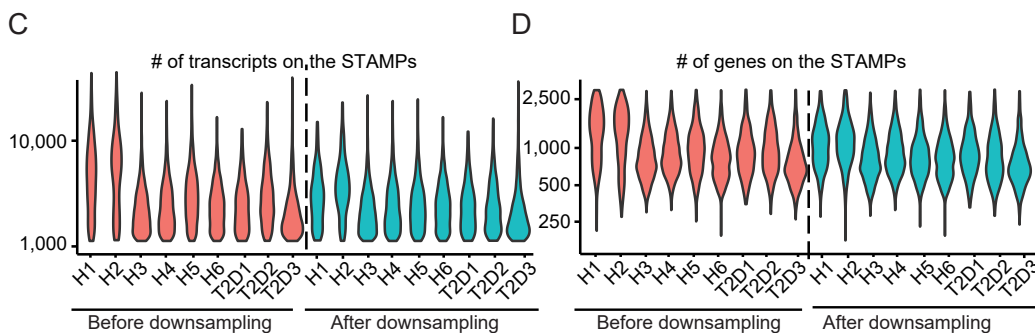 C
# of transcripts on the STAMPs
10,000
1,000
H1 H2 H3 H4 H5 H6 T2D1 T2D2 T2D3 H1 H2 H3 H4 H5 H6 T2D1 T2D2 T2D3
Before downsampling After downsampling
D
# of genes on the STAMPs
2,500
1,000
500
250
H1 H2 H3 H4 H5 H6 T2D1 T2D2 T2D3 H1 H2 H3 H4 H5 H6 T2D1 T2D2 T2D3
Before downsampling After downsampling